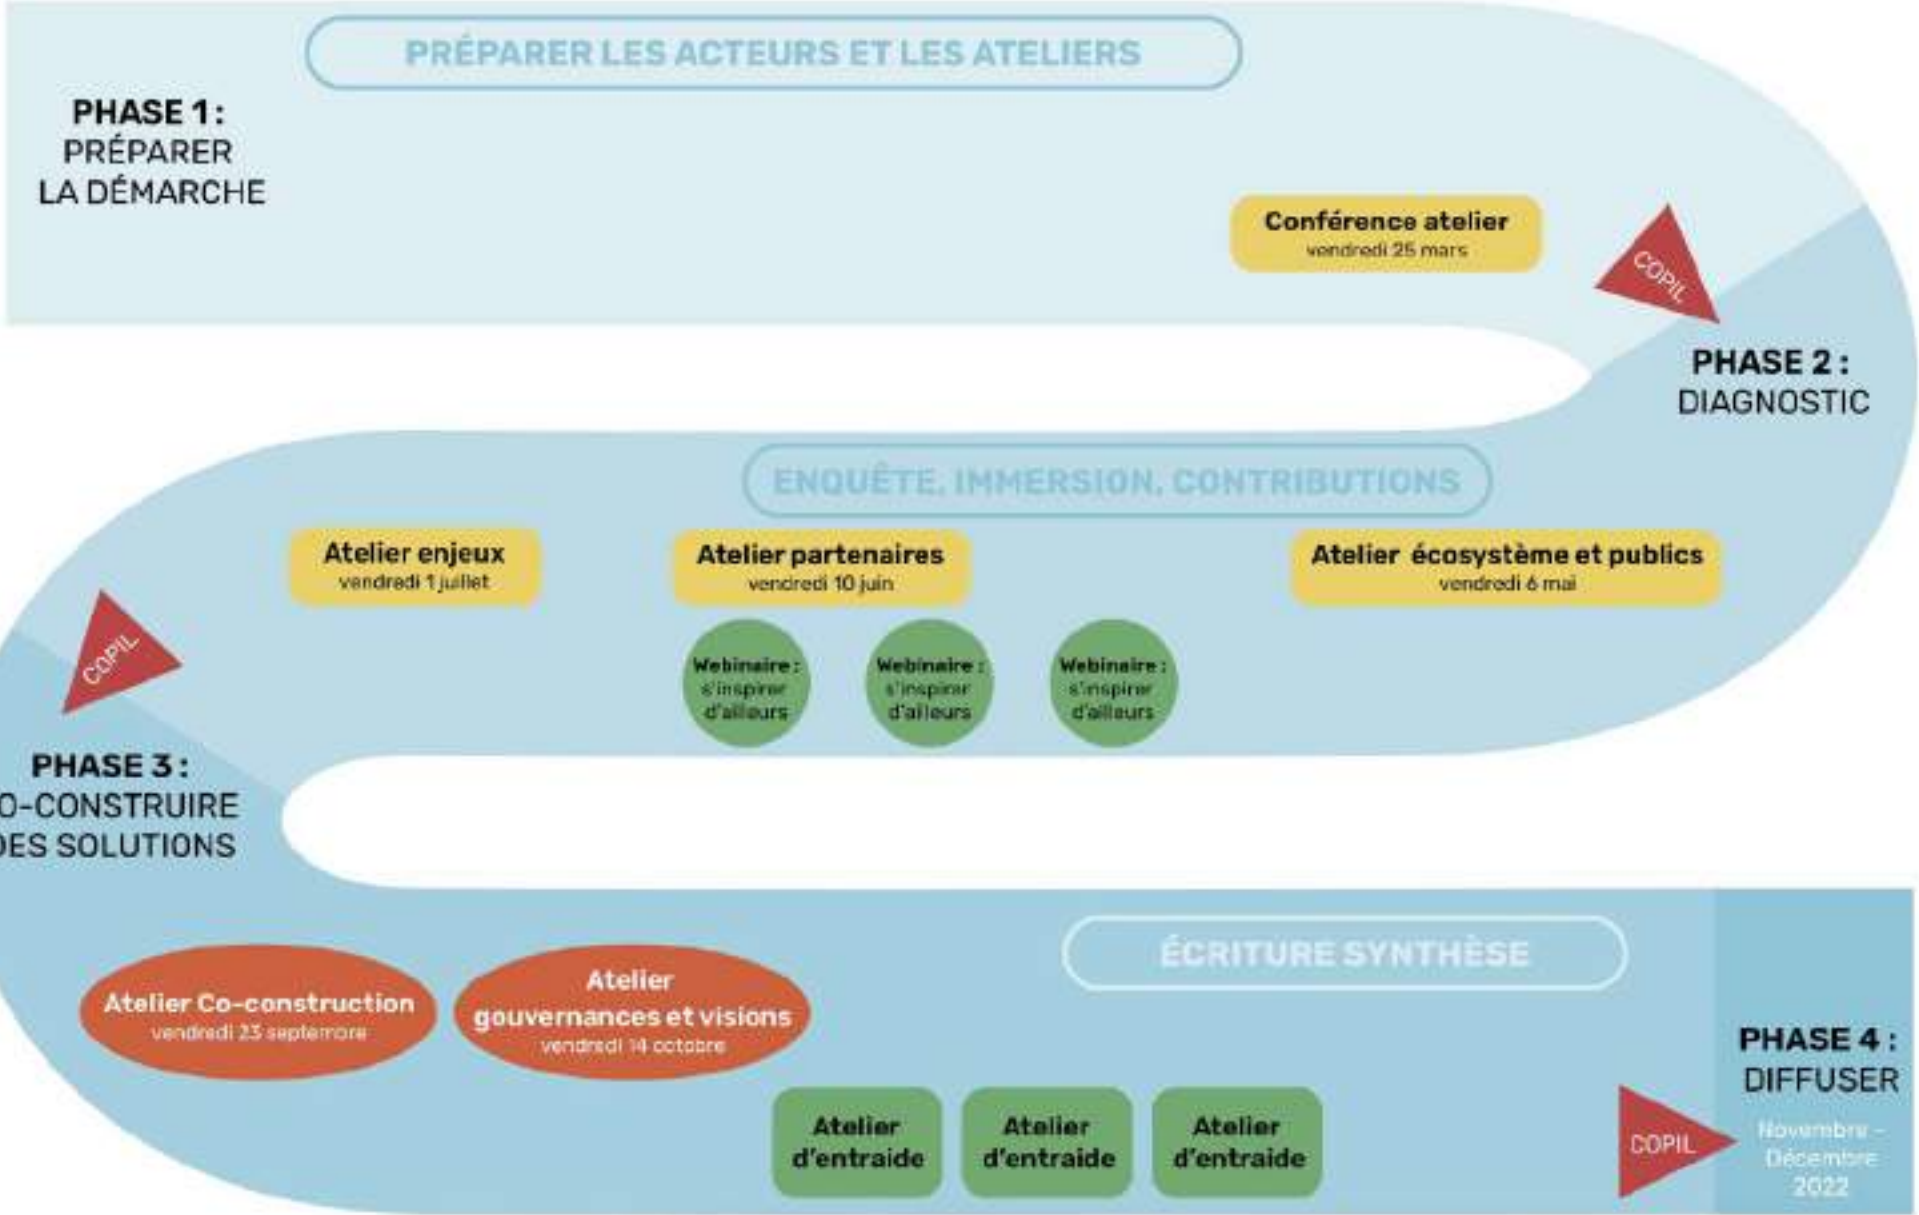 PRÉPARER LES ACTEURS ET LES ATELIERS
PHASE 1 :
PRÉPARER
LA DÉMARCHE
Conférence atelier
vendredi 25 mars
COPIL
PHASE 2 :
DIAGNOSTIC
ENQUÊTE, IMMERSION, CONTRIBUTIONS
Atelier enjeux
vendredi 1 juillet
Atelier partenaires
vendredi 10 juin
Atelier écosystème et publics
vendredi 6 mai
Webinaire :
s'inspirer
d'ailleurs
Webinaire :
s'inspirer
d'ailleurs
Webinaire :
s'inspirer
d'ailleurs
COPIL
PHASE 3 :
O-CONSTRUIRE
DES SOLUTIONS
ÉCRITURE SYNTHÈSE
Atelier Co-construction
vendredi 23 septembre
Atelier
gouvernances et visions
vendredi 14 octobre
Atelier
d'entraide
Atelier
d'entraide
Atelier
d'entraide
COPIL
PHASE 4 :
DIFFUSER
Novembre -
Décembre
2022